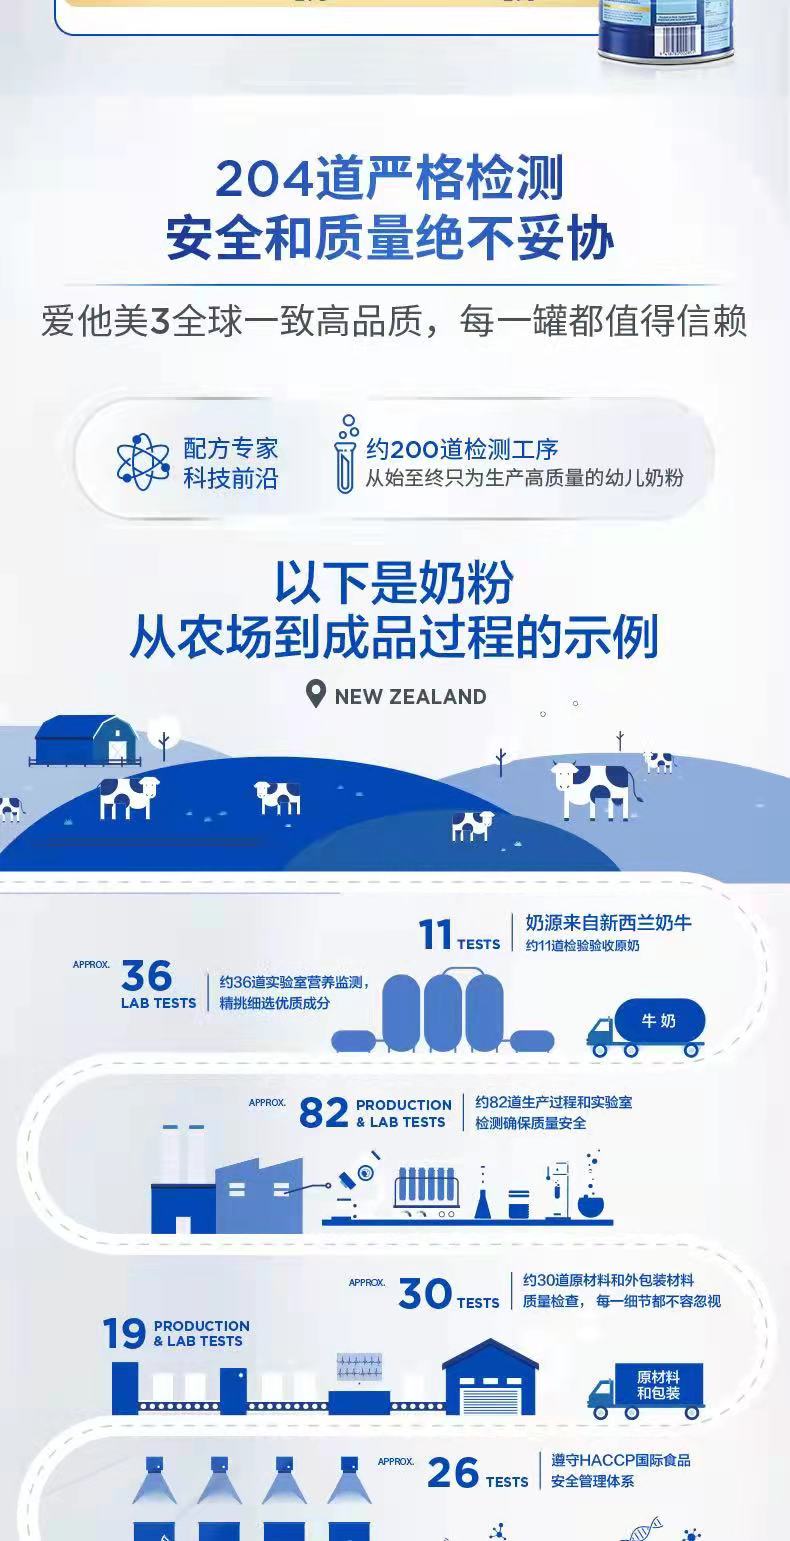 204道严格检测
安全和质量绝不妥协
爱他美3全球一致高品质，每一罐都值得信赖
配方专家
科技前沿
约200道检测工序
从始至终只为生产高质量的幼儿奶粉
以下是奶粉
从农场到成品过程的示例
NEW ZEALAND
11 TESTS
奶源来自新西兰奶牛
约11道检验验收原奶
APPROX. 36
LAB TESTS
约36道实验室营养监测，
精挑细选优质成分
牛奶
APPROX. 82 PRODUCTION
& LAB TESTS
约82道生产过程和实验室
检测确保质量安全
APPROX. 30 TESTS
约30道原材料和外包装材料
质量检查，每一细节都不容忽视
19 PRODUCTION
& LAB TESTS
原材料
和包装
APPROX. 26 TESTS
遵守HACCP国际食品
安全管理体系